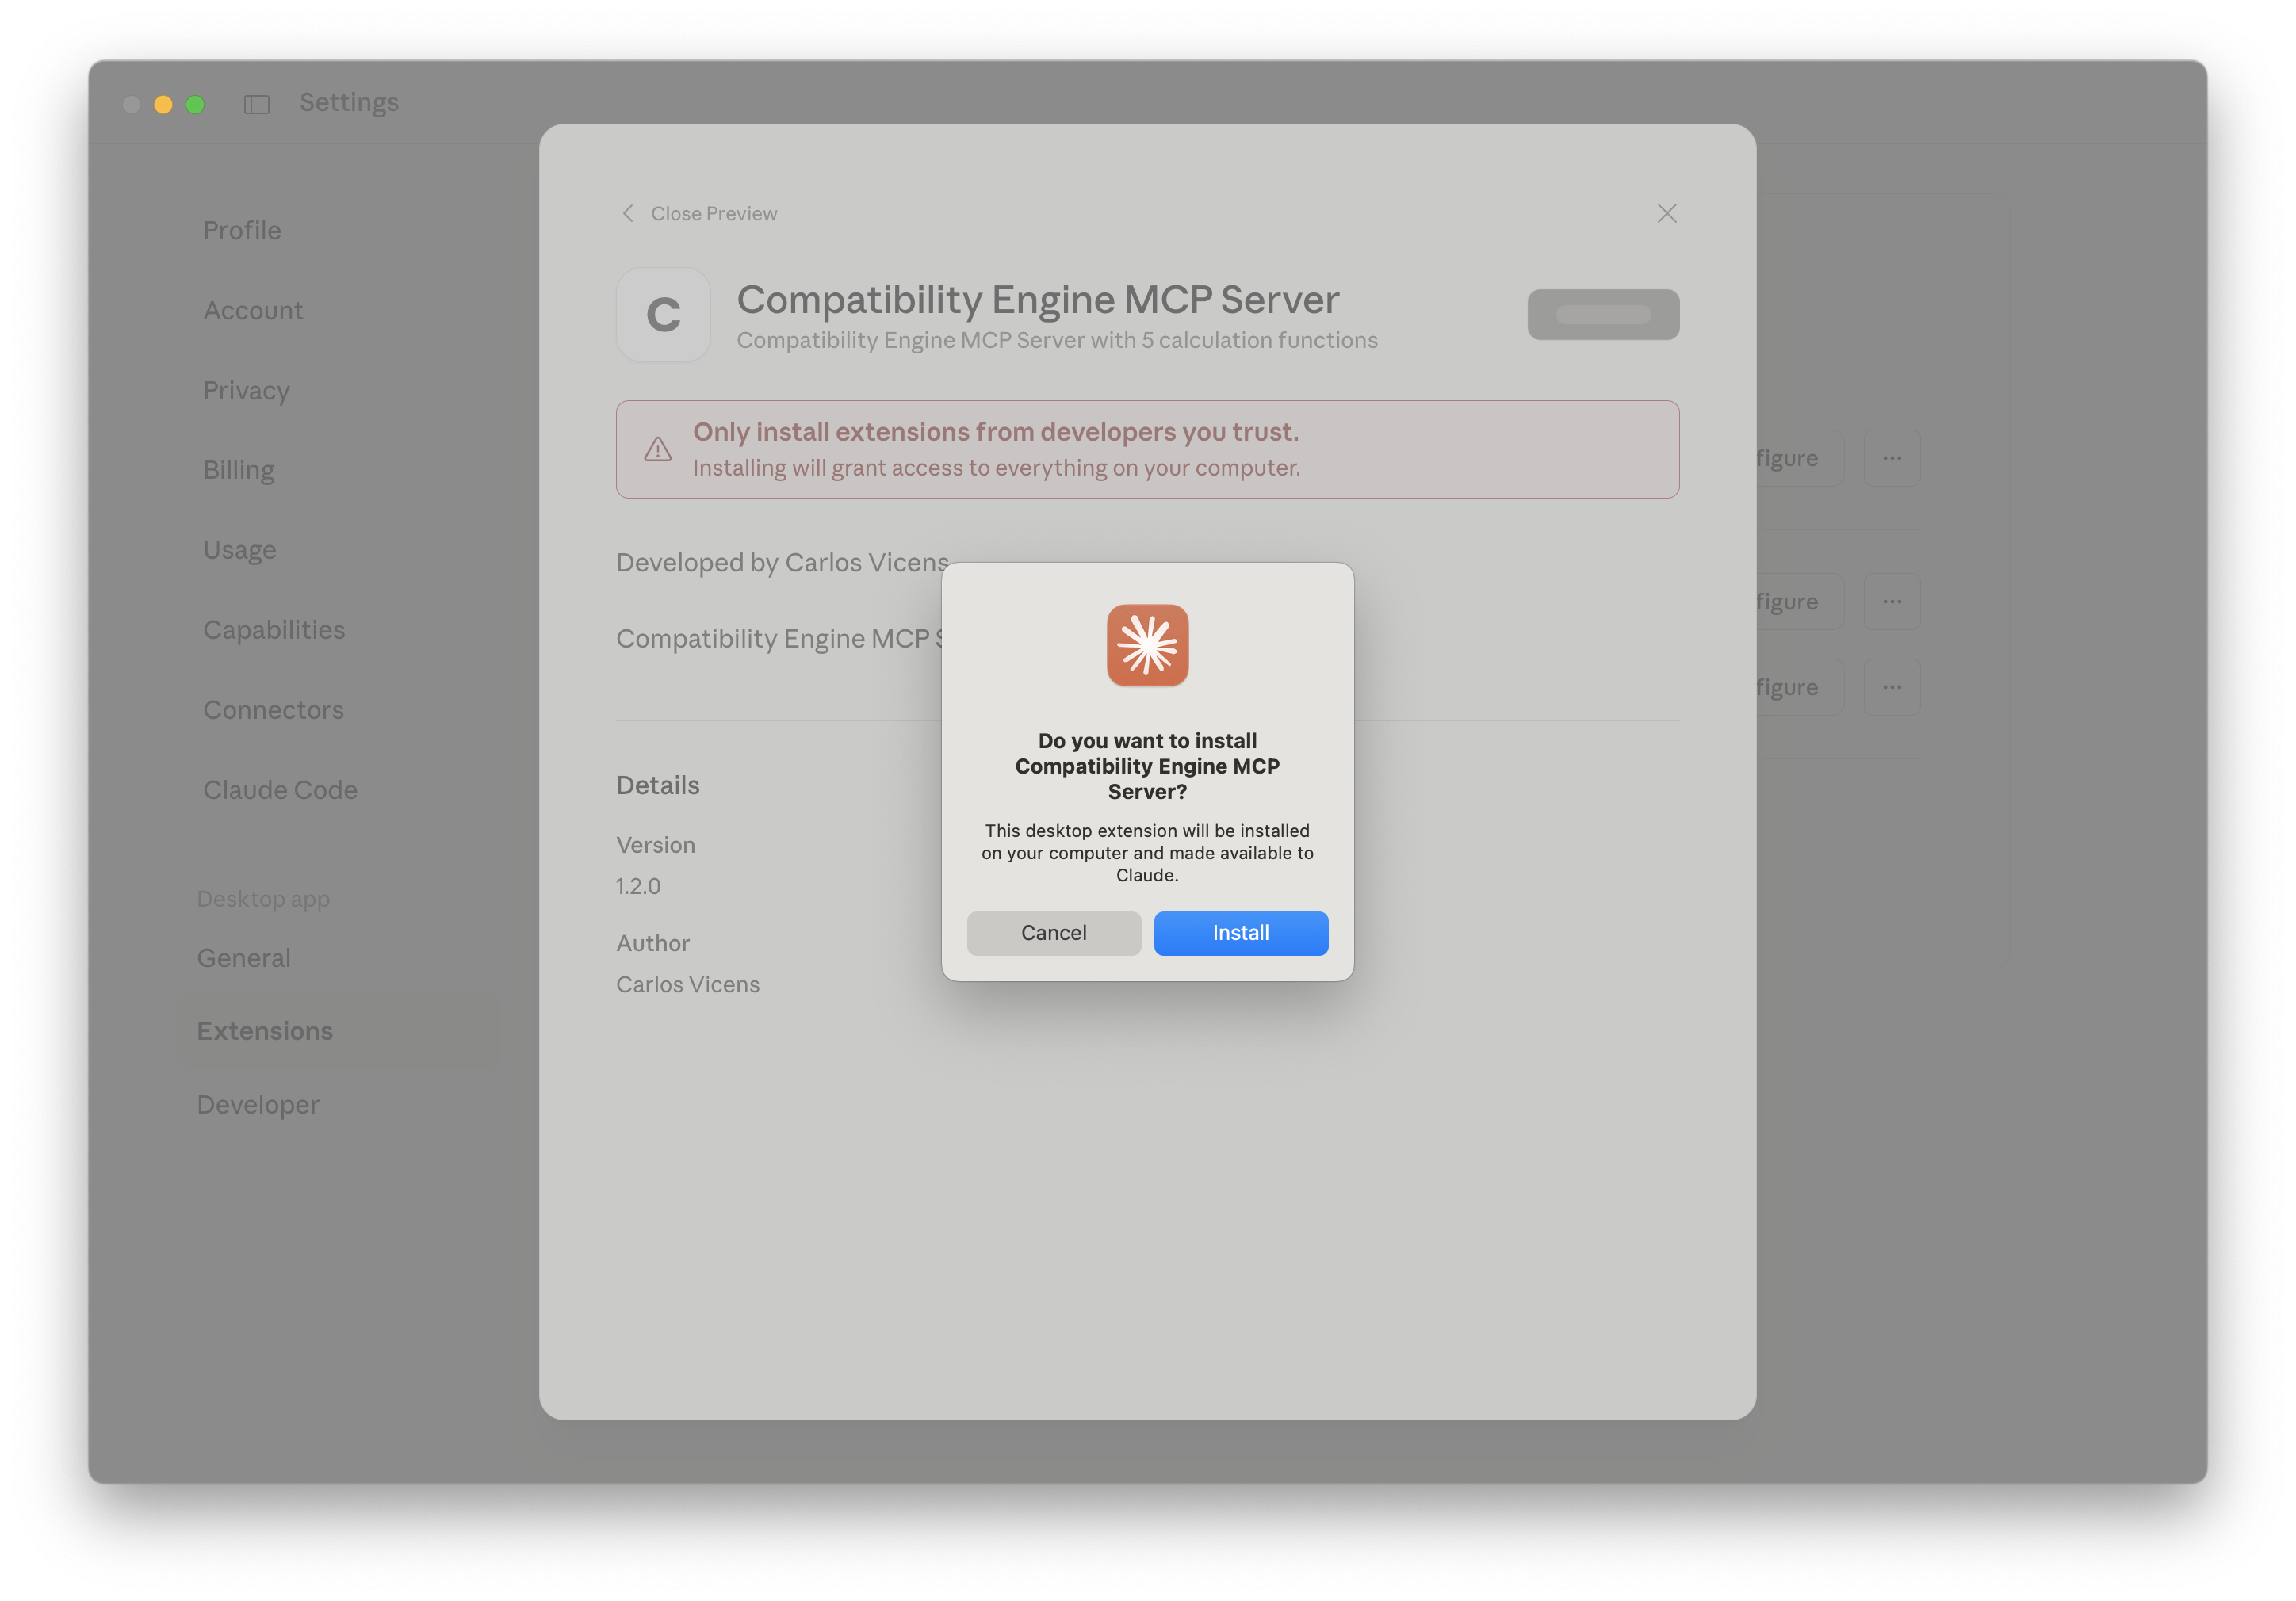 Settings
Profile
Account
Privacy
Billing
Usage
Capabilities
Connectors
Claude Code
Desktop app
General
Extensions
Developer
Close Preview
C
Compatibility Engine MCP Server
Compatibility Engine MCP Server with 5 calculation functions
Only install extensions from developers you trust.
Installing will grant access to everything on your computer.
Developed by Carlos Vicens
Compatibility Engine MCP
Details
Version
1.2.0
Author
Carlos Vicens
Do you want to install
Compatibility Engine MCP
Server?
This desktop extension will be installed
on your computer and made available to
Claude.
Cancel
Install
figure
figure
figure